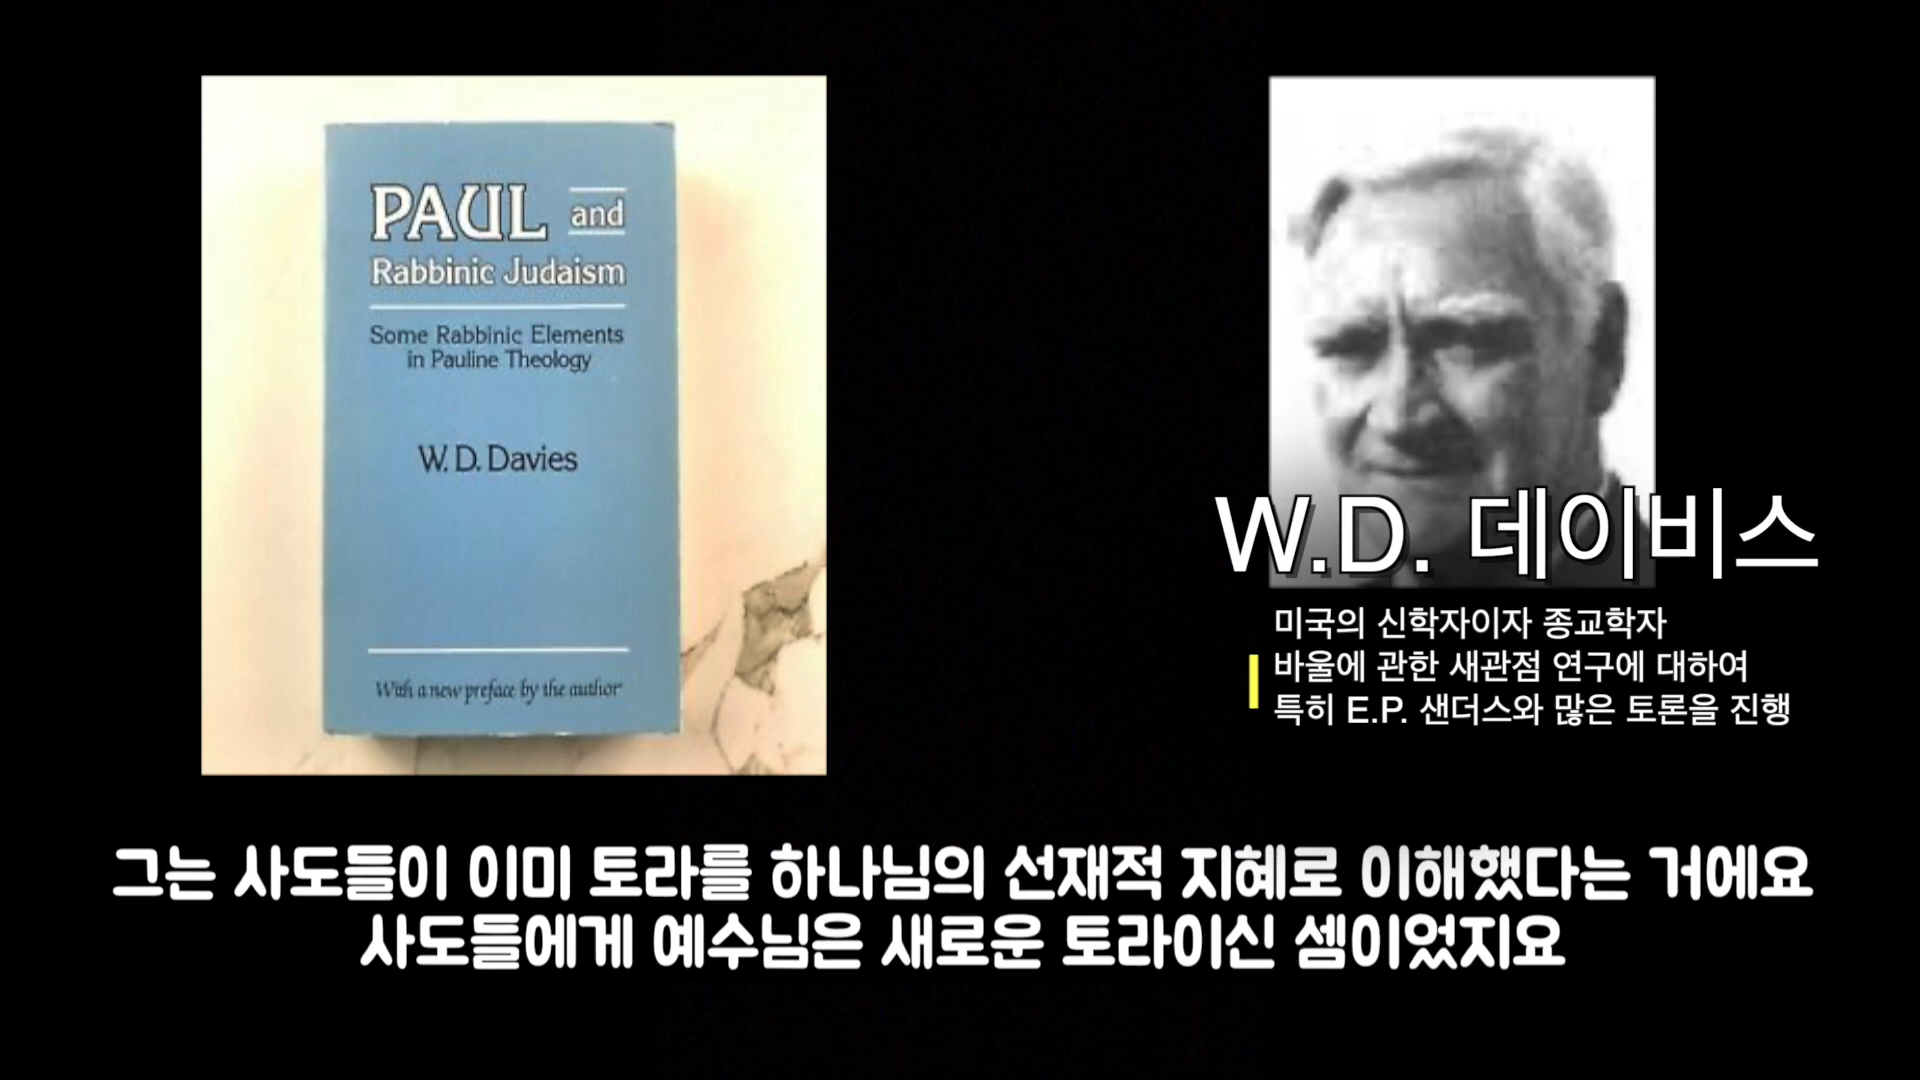 PAUL and
Rabbinic Judaism
Some Rabbinic Elements
in Pauline Theology
W. D. Davies
With a new preface by the author
W.D. 데이비스
미국의 신학자이자 종교학자
바울에 관한 새관점 연구에 대하여
특히 E.P. 샌더스와 많은 토론을 진행
그는 사도들이 이미 토라를 하나님의 선재적 지혜로 이해했다는 거에요
사도들에게 예수님은 새로운 토라이신 셈이었지요